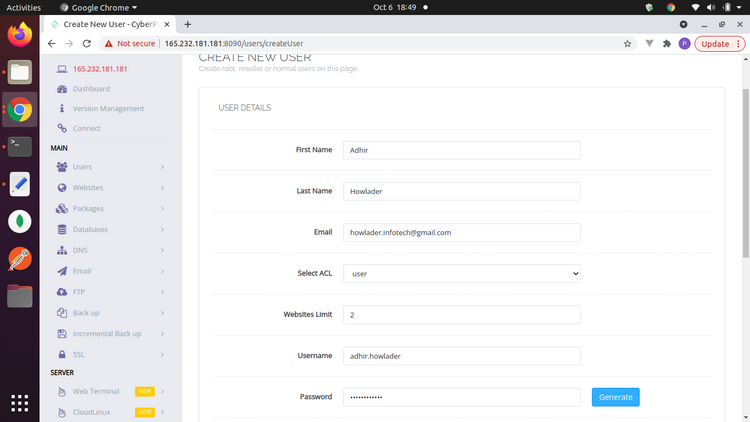 Activities
Google Chrome
Oct 6 18:49
Create New User - CyberP
Not secure
165.232.181.181:8090/users/createUser
P
Update
165.232.181.181
Dashboard
Version Management
Connect
MAIN
Users
Websites
Packages
Databases
DNS
Email
FTP
Back up
Incremental Back up
SSL
SERVER
Web Terminal NEW
CloudLinux NEW
CREATE NEW USER
Create root, reseller or normal users on this page.
USER DETAILS
First Name Adhir
Last Name Howlader
Email howlader.infotech@gmail.com
Select ACL user
Websites Limit 2
Username adhir.howlader
Password ••••••••••••
Generate